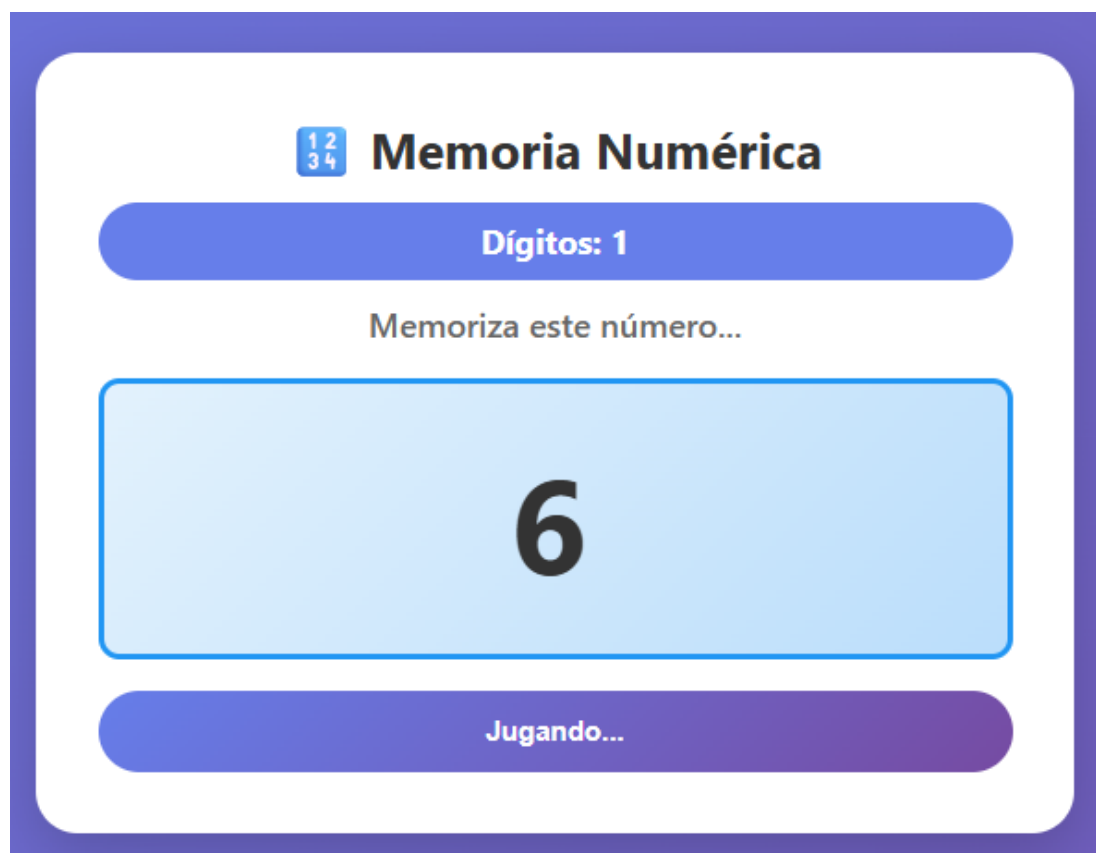 🔢 Memoria Numérica
Dígitos: 1
Memoriza este número...
6
Jugando...